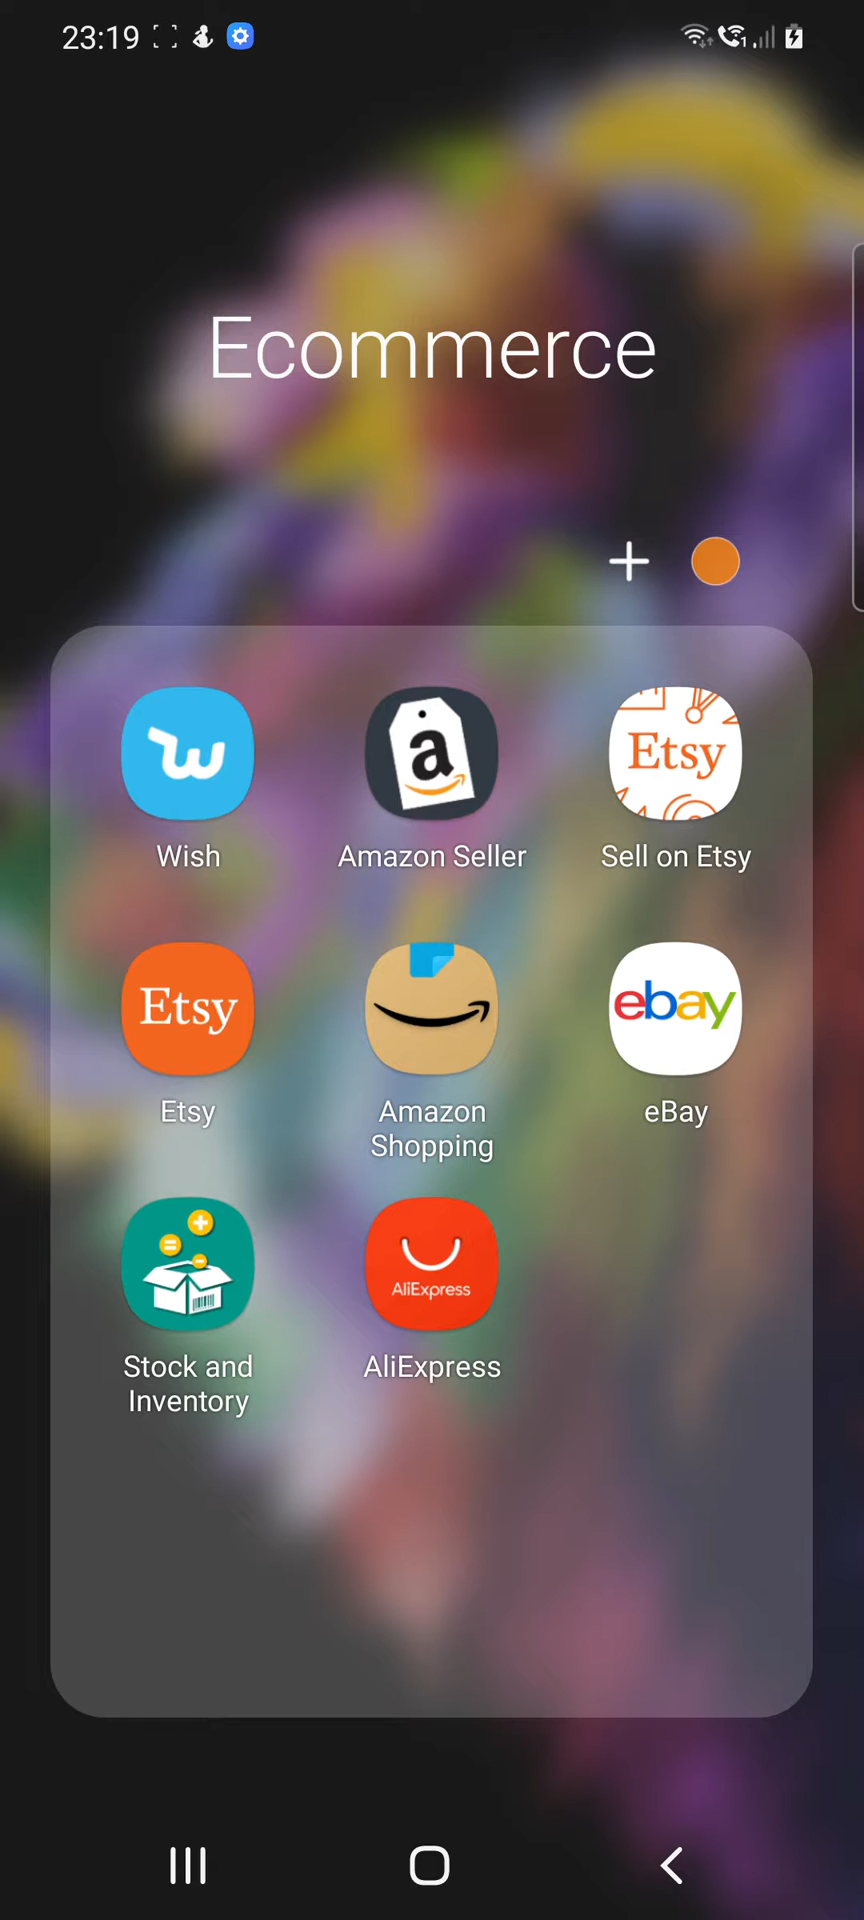 23:19
Ecommerce
a
Etsy
Wish
Amazon Seller
Sell on Etsy
Etsy
ebay
Etsy
Amazon
Shopping
eBay
AliExpress
Stock and
Inventory
AliExpress